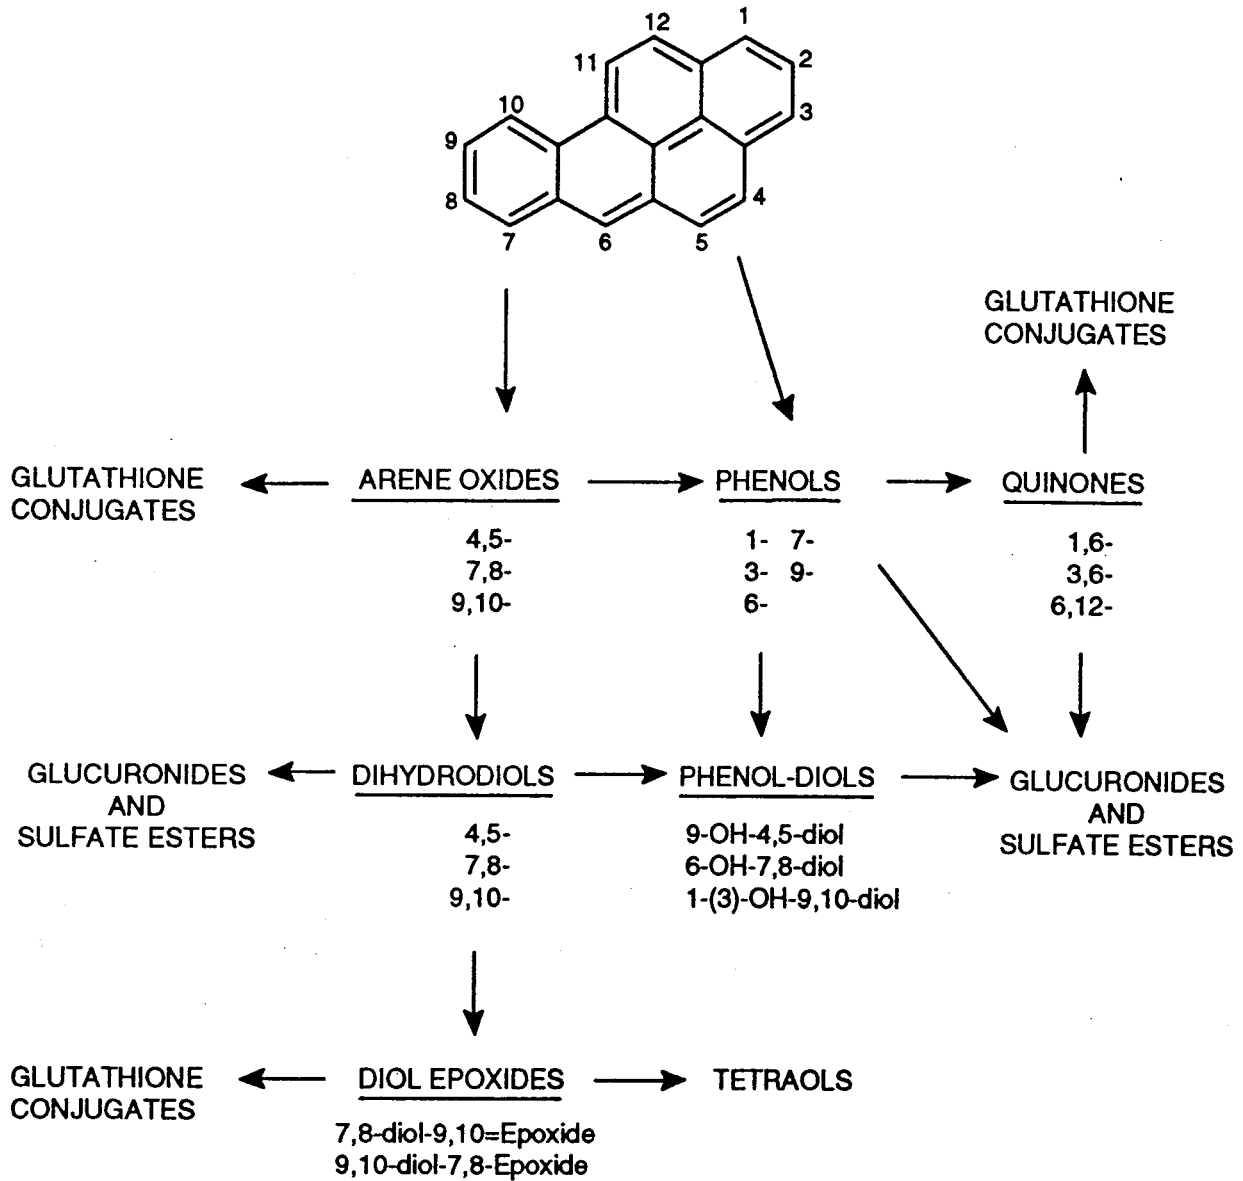 12
1
11
2
10
3
9
8
4
7
6
5
GLUTATHIONE
CONJUGATES
GLUTATHIONE
CONJUGATES
ARENE OXIDES
4,5-
7,8-
9,10-
PHENOLS
1- 7-
3- 9-
6-
QUINONES
1,6-
3,6-
6,12-
GLUCURONIDES
AND
SULFATE ESTERS
DIHYDRODIOLS
4,5-
7,8-
9,10-
PHENOL-DIOLS
9-OH-4,5-diol
6-OH-7,8-diol
1-(3)-OH-9,10-diol
GLUCURONIDES
AND
SULFATE ESTERS
GLUTATHIONE
CONJUGATES
DIOL EPOXIDES
7,8-diol-9,10=Epoxide
9,10-diol-7,8-Epoxide
TETRAOLS